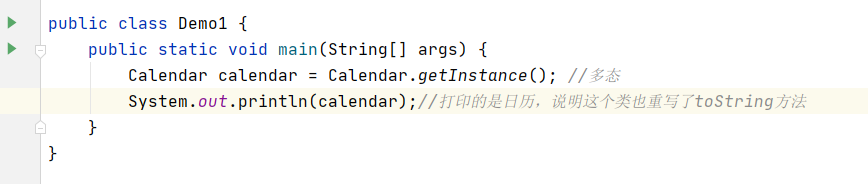 public class Demo1 {
public static void main(String[] args) {
Calendar calendar = Calendar.getInstance(); //多态
System.out.println(calendar);//打印的是日历，说明这个类也重写了toString方法
}
}